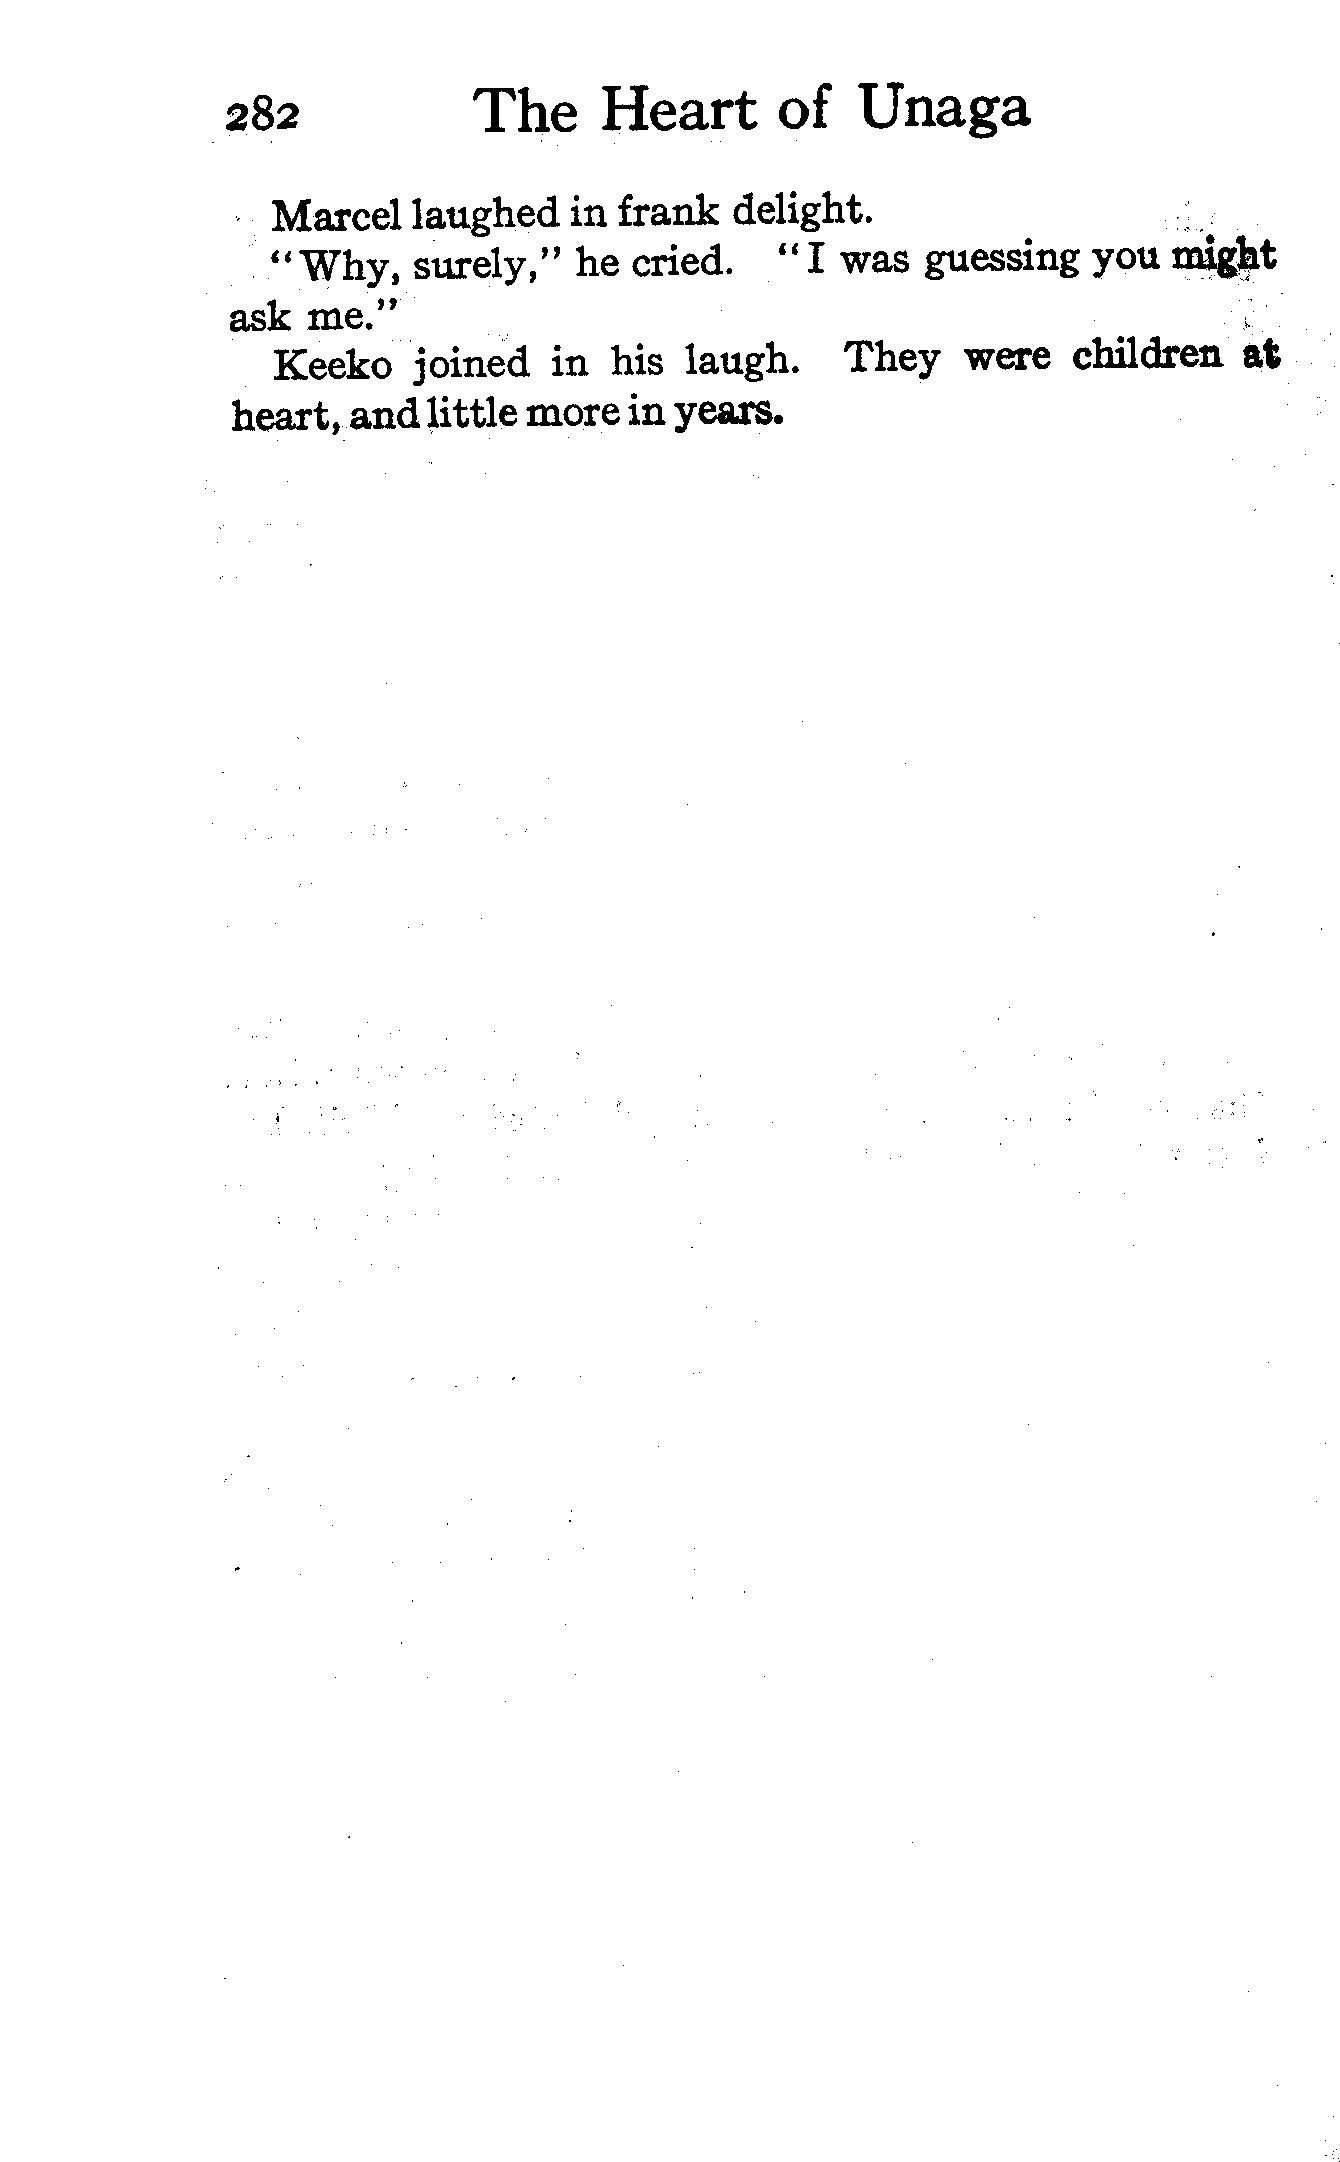 282 The Heart of Unaga
Marcel laughed in frank delight.
“Why, surely,” he cried. “I was guessing you might
ask me.”
Keeko joined in his laugh. They were children at
heart, and little more in years.